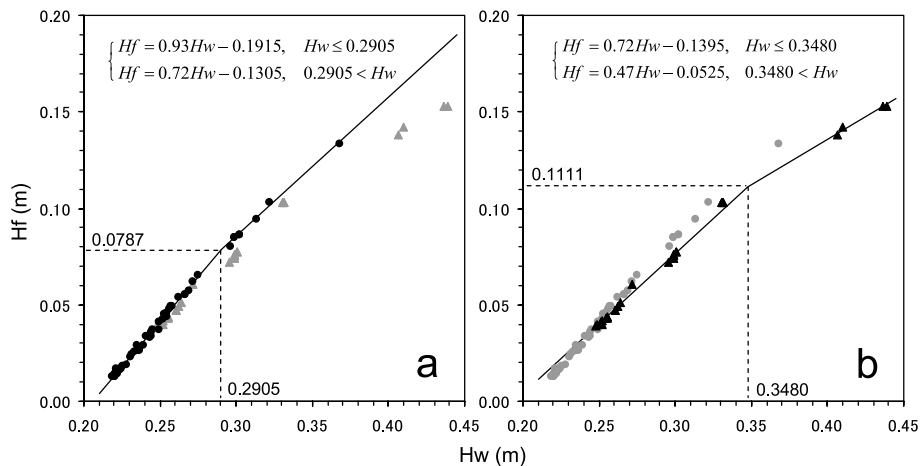 0.20
0.15
0.10
0.05
0.00
Hf (m)
Hf = 0.93Hw − 0.1915, Hw ≤ 0.2905
Hf = 0.72Hw − 0.1305, 0.2905 < Hw
0.0787
0.2905
a
0.20 0.25 0.30 0.35 0.40 0.45
0.20
0.15
0.10
0.05
0.00
Hf = 0.72Hw − 0.1395, Hw ≤ 0.3480
Hf = 0.47Hw − 0.0525, 0.3480 < Hw
0.1111
0.3480
b
0.20 0.25 0.30 0.35 0.40 0.45
Hw (m)